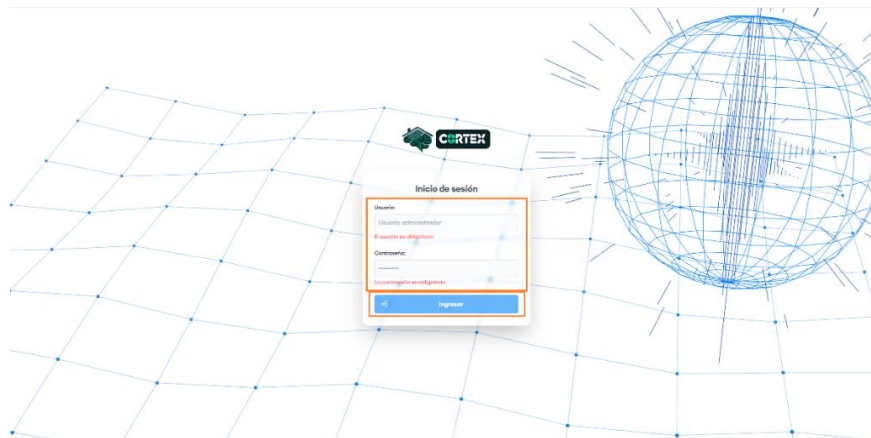 CORTEX
Inicio de sesión
Usuario:
Usuario administrador
El usuario es obligatorio
Contraseña:
********
La contraseña es obligatoria
Ingresar